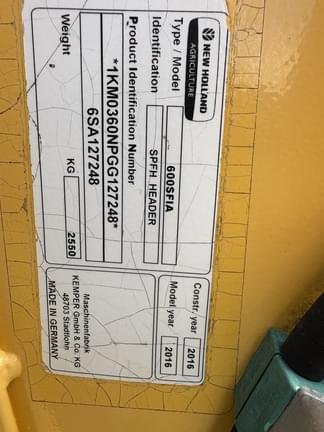 NEW HOLLAND
AGRICULTURE
Type / Model 600SFIA
Identification SPFH HEADER
Product Identification Number
*1KM0360NPGG127248*
6SA127248
Weight KG 2550
Constr. year 2016
Model year 2016
Maschinenfabrik
KEMPER GmbH & Co. KG
48703 Stadtlohn
MADE IN GERMANY